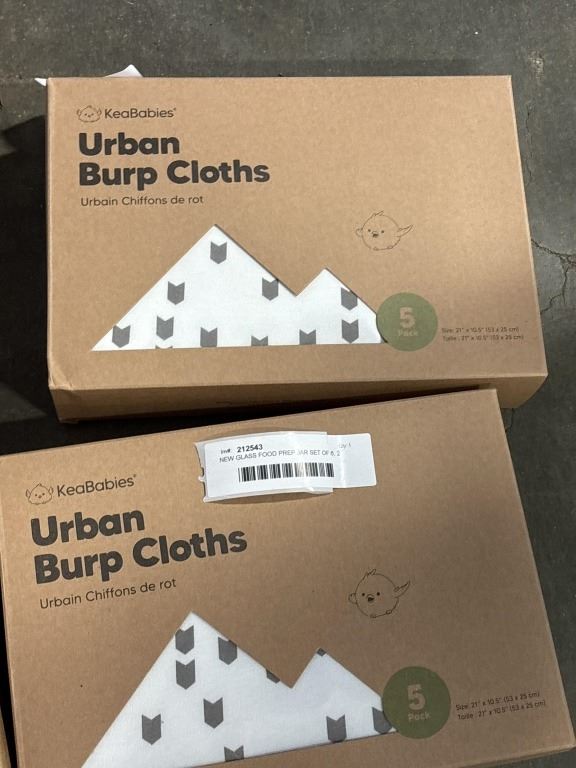 KeaBabies®
Urban
Burp Cloths
Urbain Chiffons de rot
5
Pack
Size: 21" x 10.5" (53 x 25 cm)
Taille : 21" x 10.5" (53 x 25 cm)
Inv#: 212543
NEW GLASS FOOD PREP JAR SET OF 6, 2
KeaBabies®
Urban
Burp Cloths
Urbain Chiffons de rot
5
Pack
Size: 21" x 10.5" (53 x 25 cm)
Taille : 21" x 10.5" (53 x 25 cm)